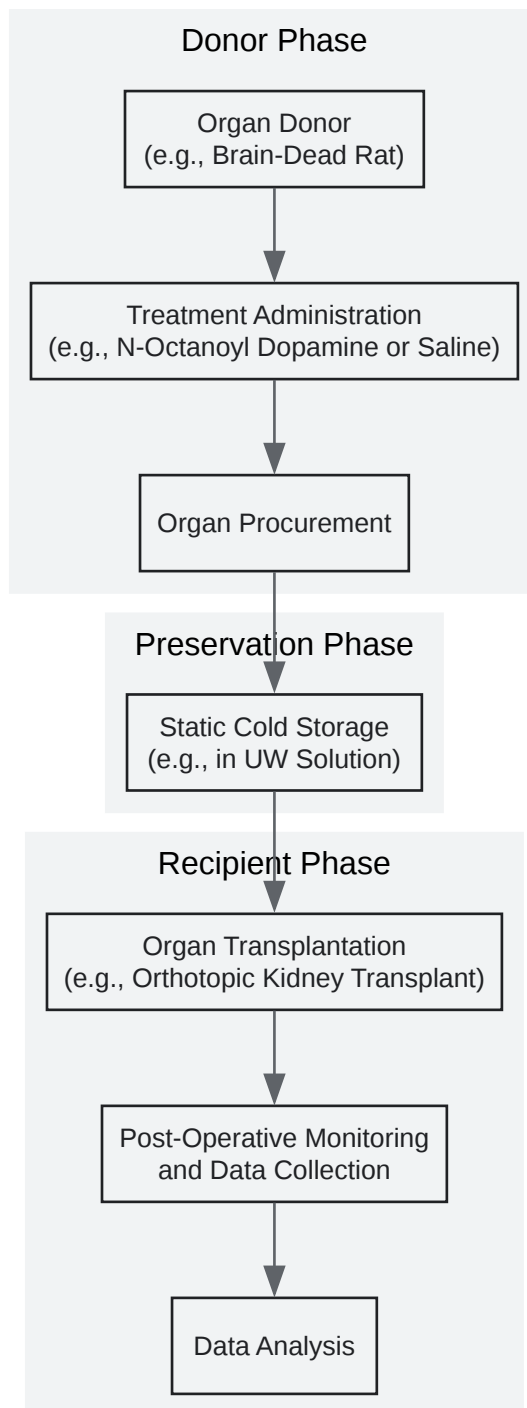 Donor Phase
Organ Donor
(e.g., Brain-Dead Rat)
Treatment Administration
(e.g., N-Octanoyl Dopamine or Saline)
Organ Procurement
Preservation Phase
Static Cold Storage
(e.g., in UW Solution)
Recipient Phase
Organ Transplantation
(e.g., Orthotopic Kidney Transplant)
Post-Operative Monitoring
and Data Collection
Data Analysis